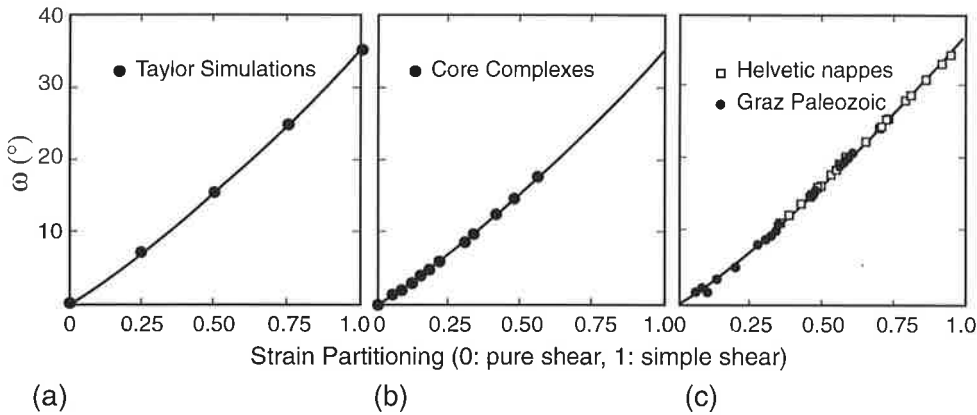 40
30
20
10
ω (°)
Taylor Simulations
Core Complexes
Helvetic nappes
Graz Paleozoic
0 0.25 0.50 0.75 1.00 0.25 0.50 0.75 1.00 0.25 0.50 0.75 1.0
Strain Partitioning (0: pure shear, 1: simple shear)
(a) (b) (c)